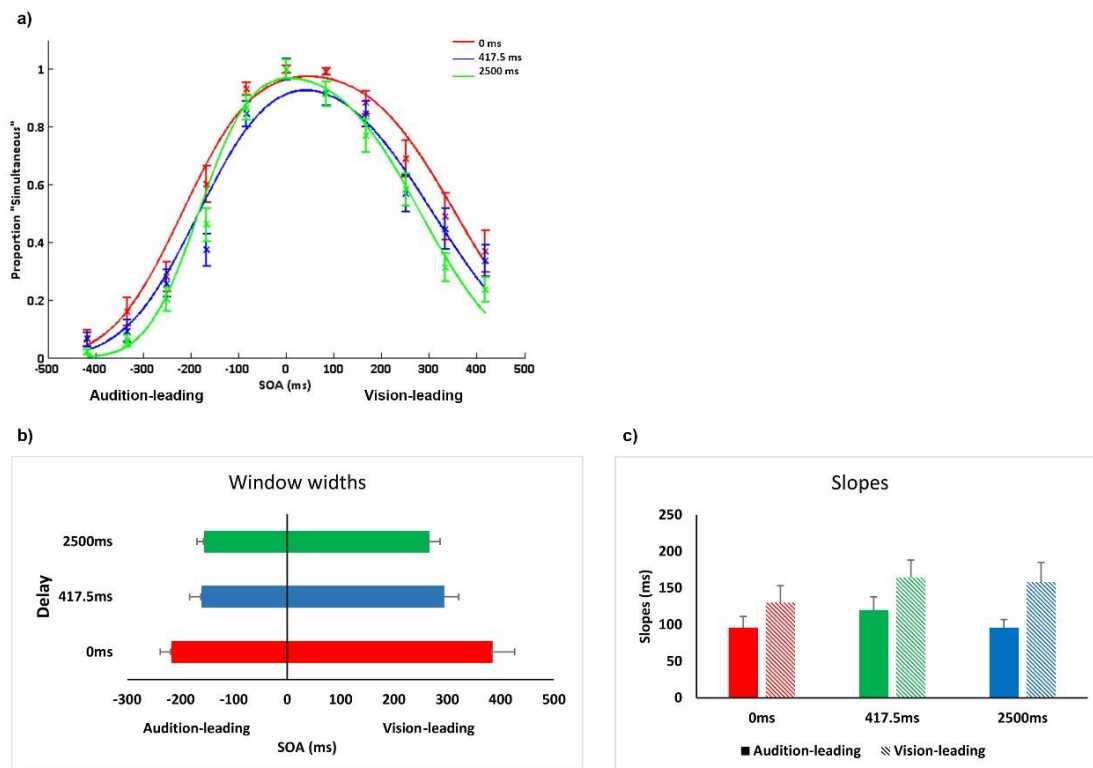 a)
0 ms
417.5 ms
2500 ms
Proportion "Simultaneous"
1
0.8
0.6
0.4
0.2
0
-500 -400 -300 -200 -100 0 100 200 300 400 500
SOA (ms)
Audition-leading Vision-leading
b)
Window widths
Delay
2500ms
417.5ms
0ms
-300 -200 -100 0 100 200 300 400 500
Audition-leading Vision-leading
SOA (ms)
c)
Slopes
Slopes (ms)
250
200
150
100
50
0
0ms 417.5ms 2500ms
Audition-leading Vision-leading